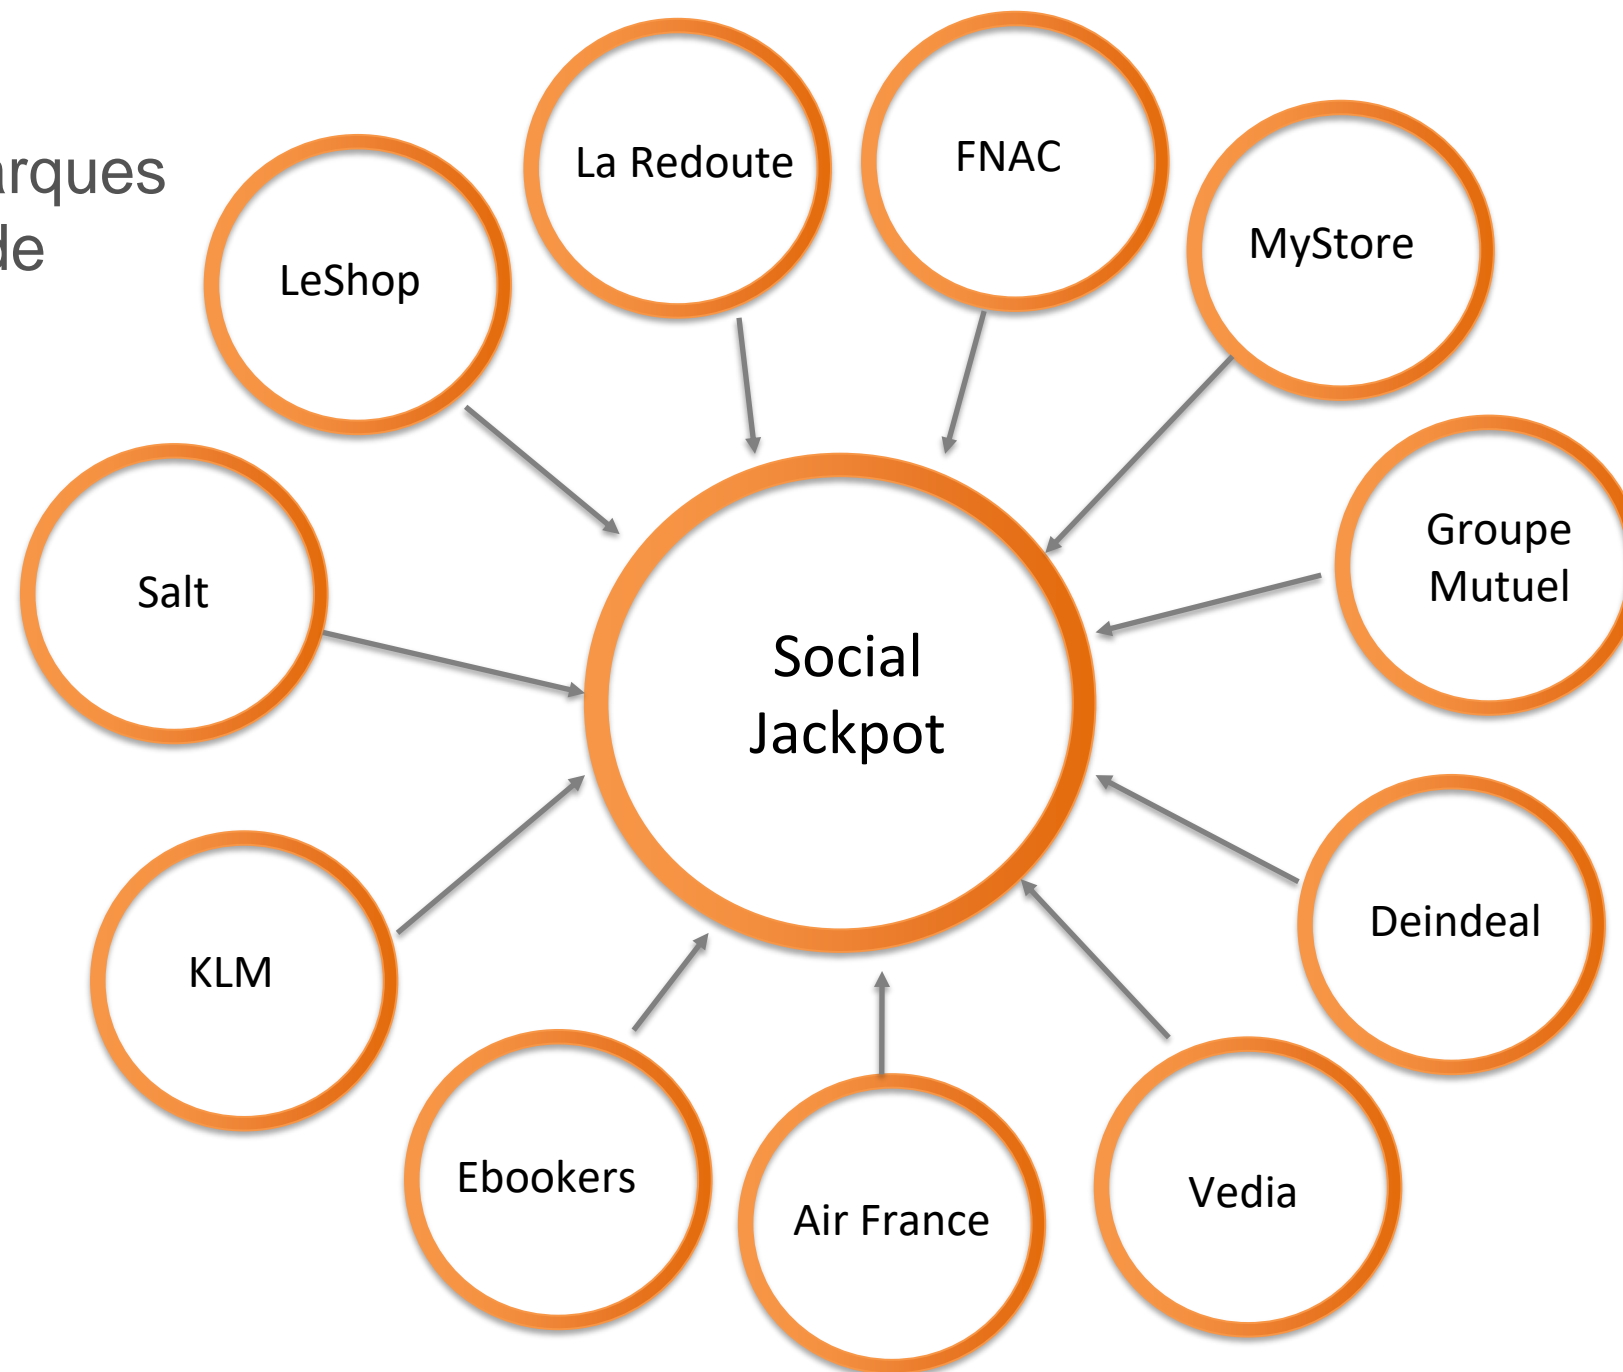 La Redoute
FNAC
arques
de
MyStore
LeShop
Groupe
Mutuel
Salt
Social
Jackpot
Deindeal
KLM
Ebookers
Air France
Vedia